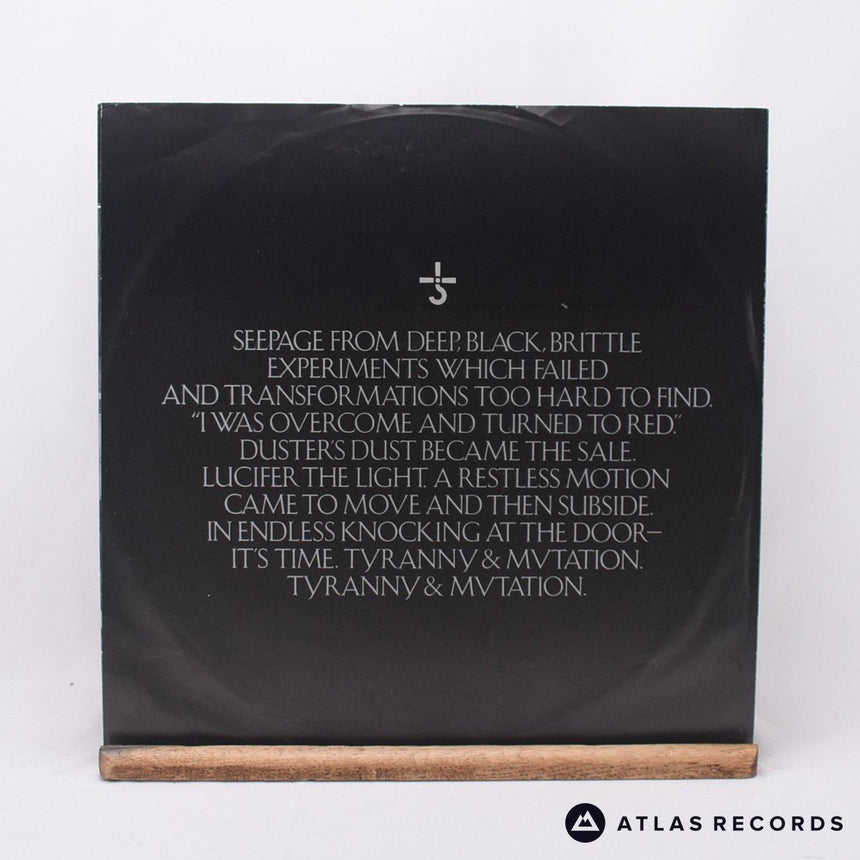 SEEPAGE FROM DEEP, BLACK, BRITTLE
EXPERIMENTS WHICH FAILED
AND TRANSFORMATIONS TOO HARD TO FIND.
“I WAS OVERCOME AND TURNED TO RED.”
DUSTER'S DUST BECAME THE SALE.
LUCIFER THE LIGHT. A RESTLESS MOTION
CAME TO MOVE AND THEN SUBSIDE.
IN ENDLESS KNOCKING AT THE DOOR—
IT'S TIME. TYRANNY & MVTATION.
TYRANNY & MVTATION.
ATLAS RECORDS